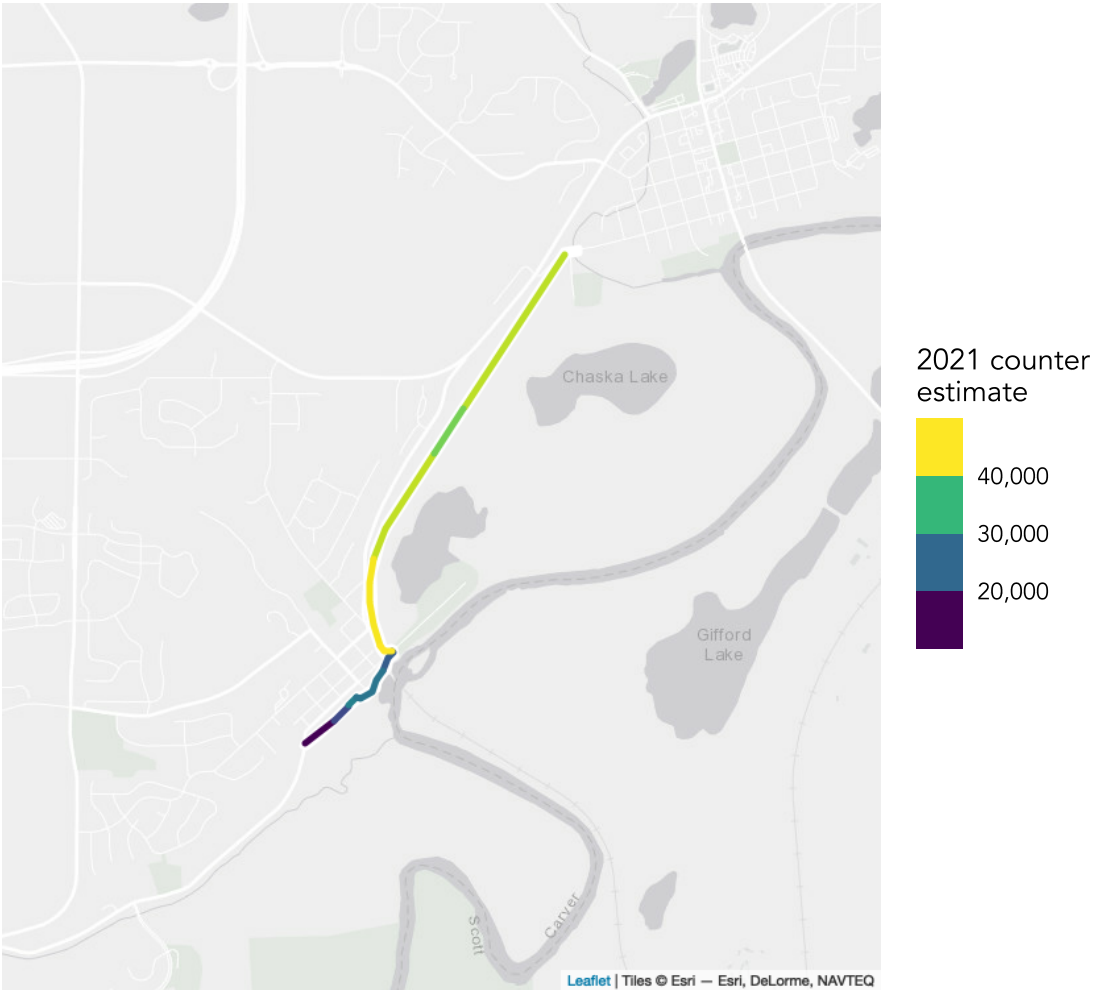 2021 counter
estimate
40,000
30,000
20,000
Chaska Lake
Gifford
Lake
Scott
Carver
Leaflet | Tiles © Esri — Esri, DeLorme, NAVTEQ